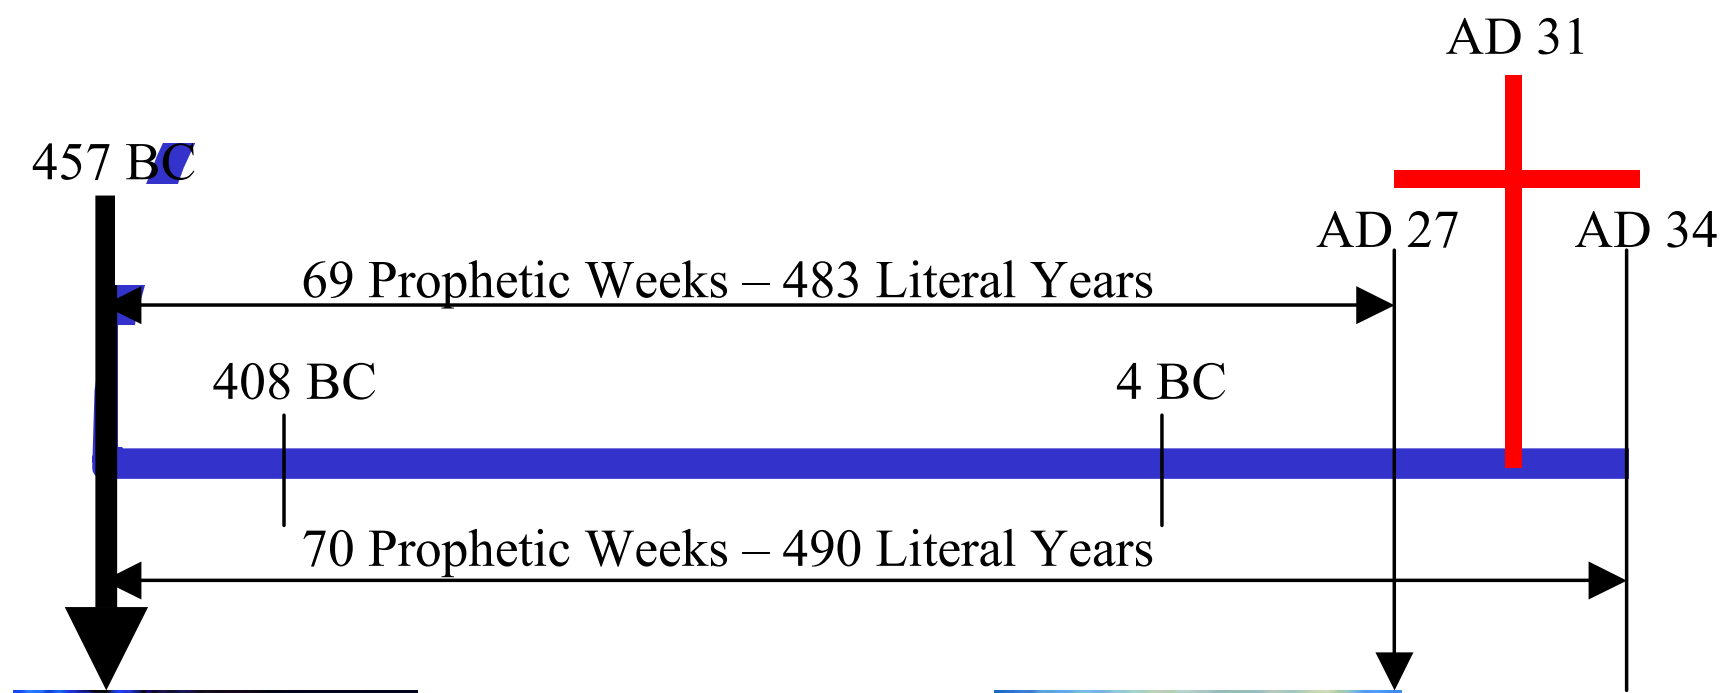 AD 31
457 BC
AD 27
AD 34
69 Prophetic Weeks – 483 Literal Years
408 BC
4 BC
70 Prophetic Weeks – 490 Literal Years